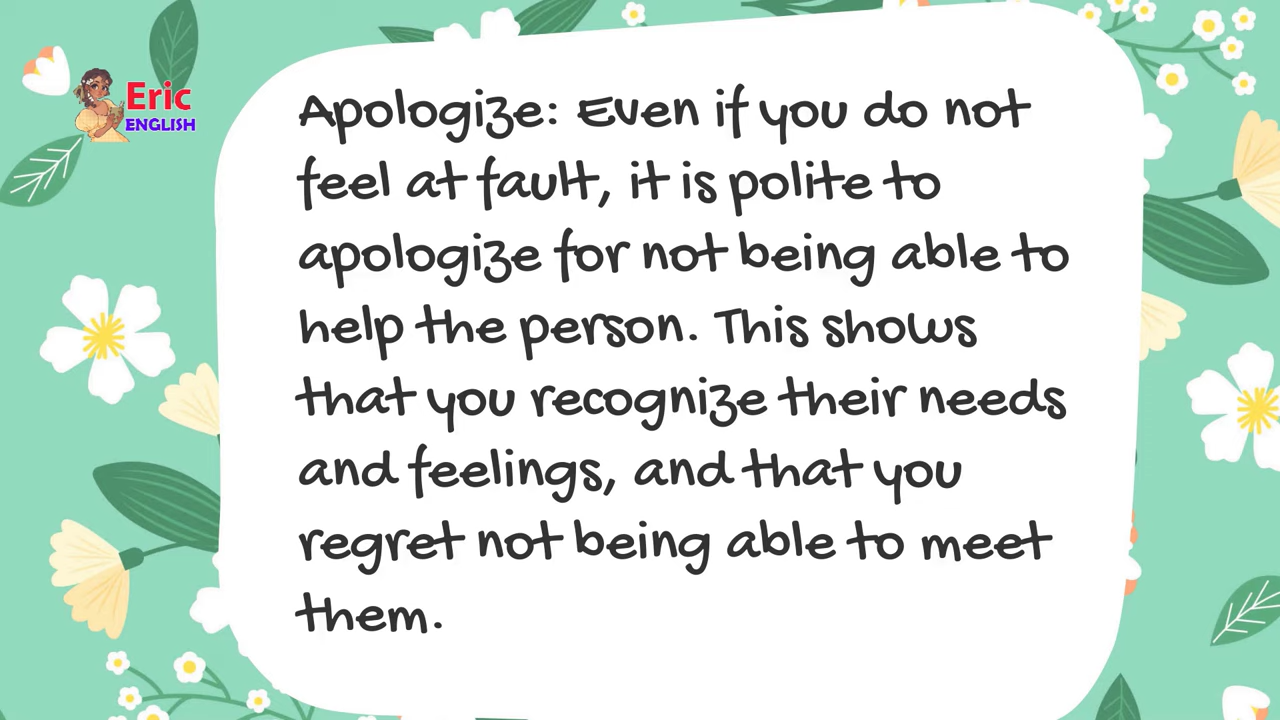 Eric
ENGLISH
Apologize: Even if you do not
feel at fault, it is polite to
apologize for not being able to
help the person. This shows
that you recognize their needs
and feelings, and that you
regret not being able to meet
them.